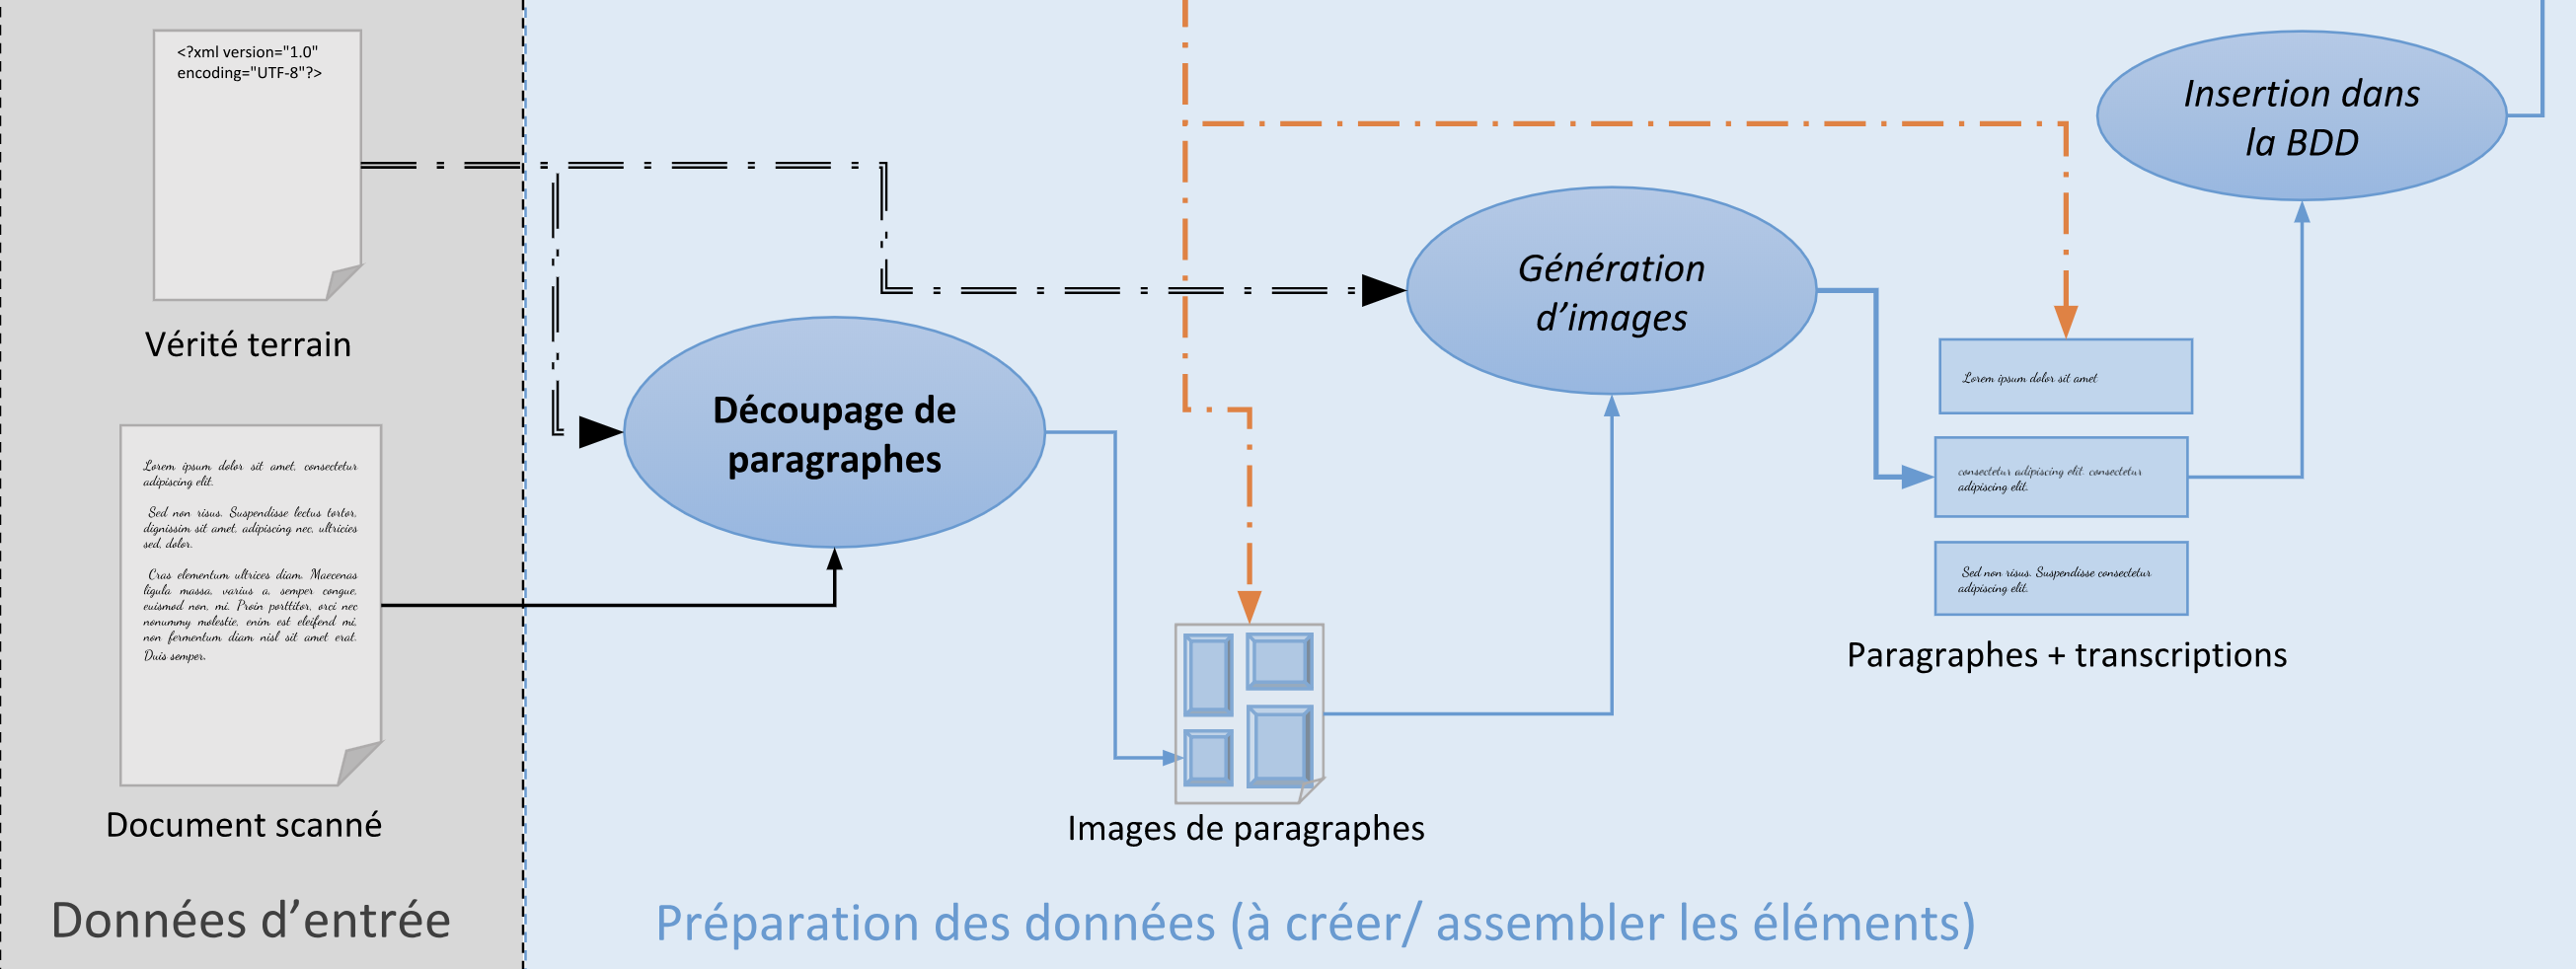 <?xml version="1.0"
encoding="UTF-8"?>
Vérité terrain
Lorem ipsum dolor sit amet, consectetur
adipiscing elit.
Sed non risus. Suspendisse lectus tortor,
dignissim sit amet, adipiscing nec, ultricies
sed, dolor.
Cras elementum ultrices diam. Maecenas
ligula massa, varius a, semper congue,
euismod non, mi. Proin porttitor, orci nec
nonummy molestie, enim est eleifend mi,
non fermentum diam nisl sit amet erat.
Duis semper.
Document scanné
Données d’entrée
Découpage de
paragraphes
Images de paragraphes
Génération
d’images
Lorem ipsum dolor sit amet
consectetur adipiscing elit. consectetur
adipiscing elit.
Sed non risus. Suspendisse consectetur
adipiscing elit.
Paragraphes + transcriptions
Insertion dans
la BDD
Préparation des données (à créer/ assembler les éléments)